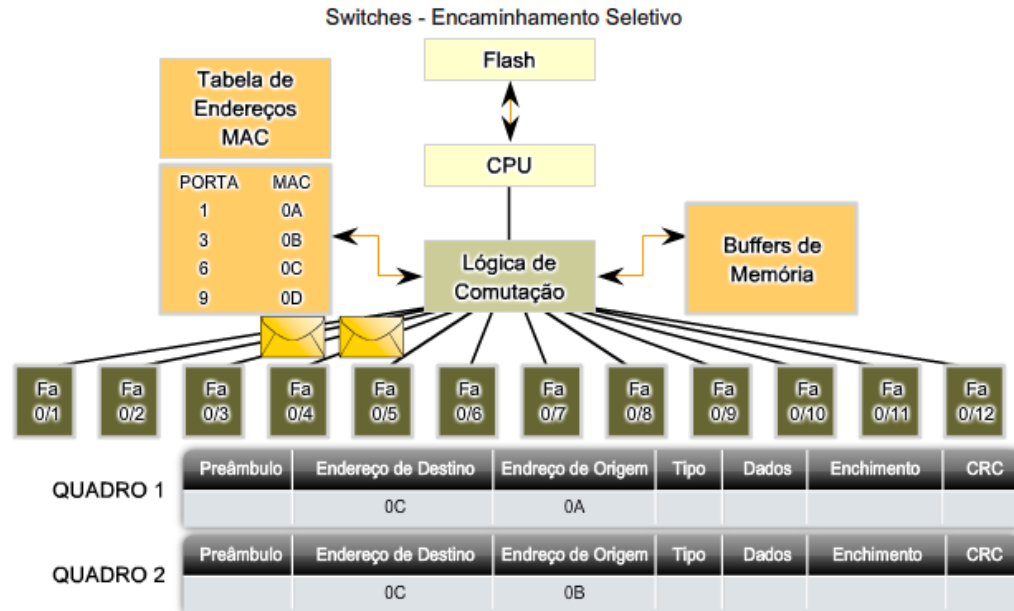 Switches - Encaminhamento Seletivo
Flash
Tabela de
Endereços
MAC
CPU
PORTA MAC
1 0A
3 0B
6 0C
9 0D
Lógica de
Comutação
Buffers de
Memória
Fa
0/1
Fa
0/2
Fa
0/3
Fa
0/4
Fa
0/5
Fa
0/6
Fa
0/7
Fa
0/8
Fa
0/9
Fa
0/10
Fa
0/11
Fa
0/12
QUADRO 1
Preâmbulo Endereço de Destino Endreço de Origem Tipo Dados Enchimento CRC
0C 0A
QUADRO 2
Preâmbulo Endereço de Destino Endreço de Origem Tipo Dados Enchimento CRC
0C 0B